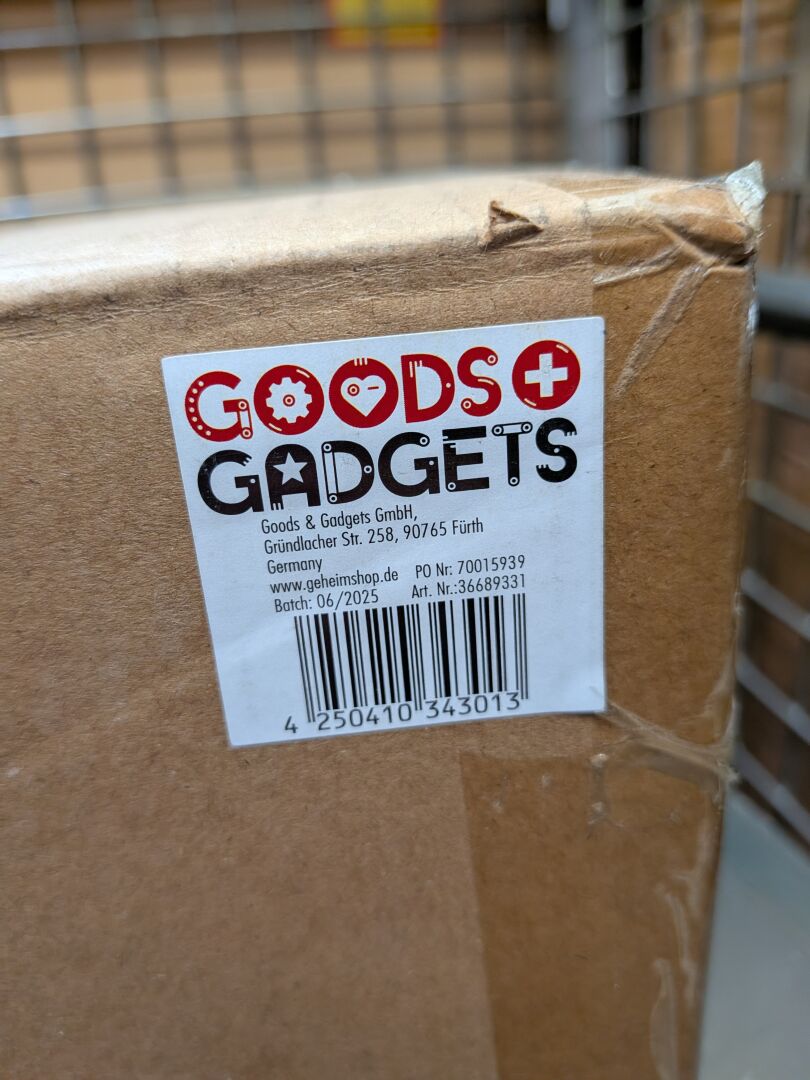 GOODS +
GADGETS
Goods & Gadgets GmbH,
Gründlacher Str. 258, 90765 Fürth
Germany
www.geheimshop.de PO Nr: 70015939
Batch: 06/2025 Art. Nr.:36689331
4 250410 343013